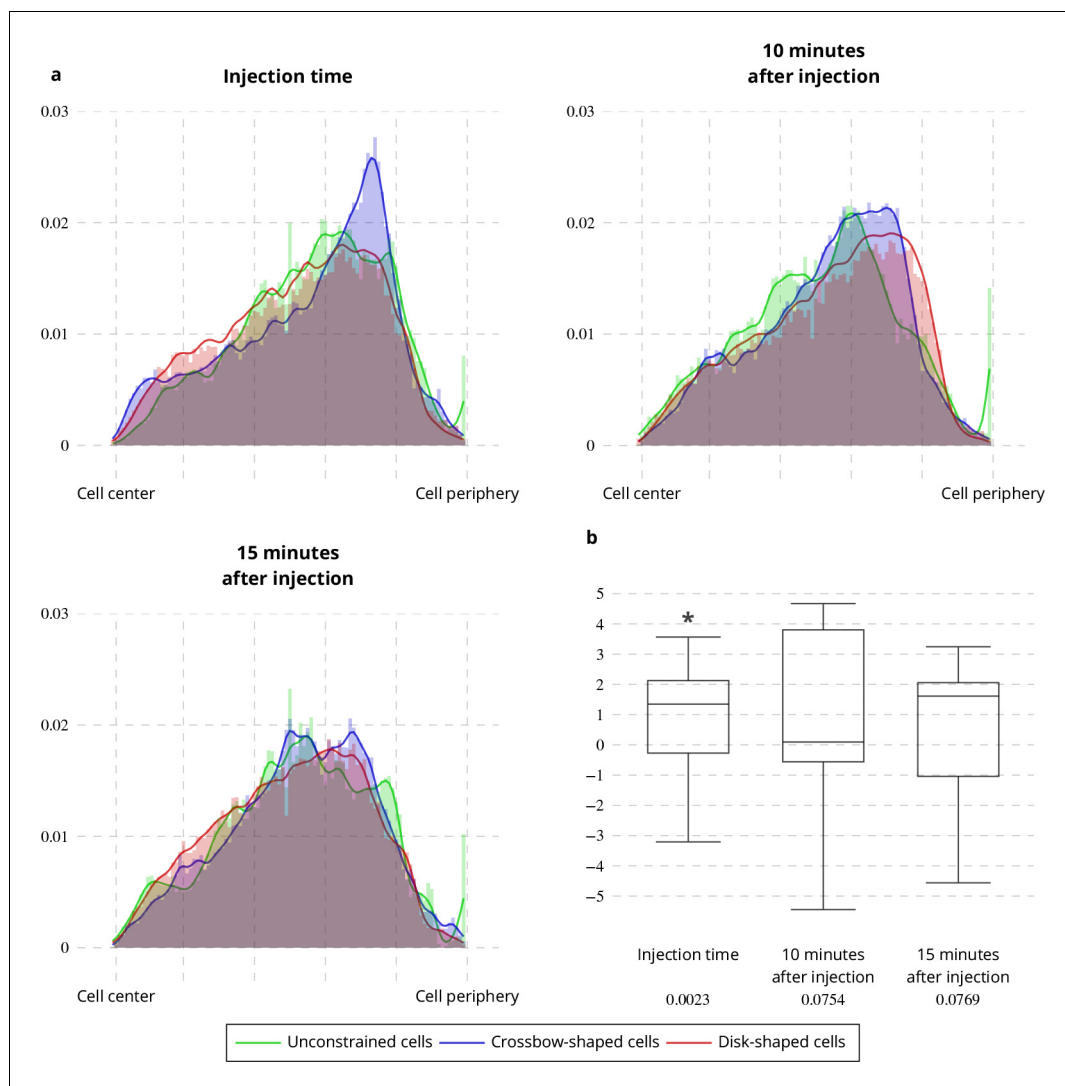 a
Injection time
0.03
0.02
0.01
0
Cell center
Cell periphery
10 minutes
after injection
0.03
0.02
0.01
0
Cell center
Cell periphery
15 minutes
after injection
0.03
0.02
0.01
0
Cell center
Cell periphery
b
5
4
3
2
1
0
−1
−2
−3
−4
−5
*
Injection time
0.0023
10 minutes
after injection
0.0754
15 minutes
after injection
0.0769
Unconstrained cells
Crossbow-shaped cells
Disk-shaped cells